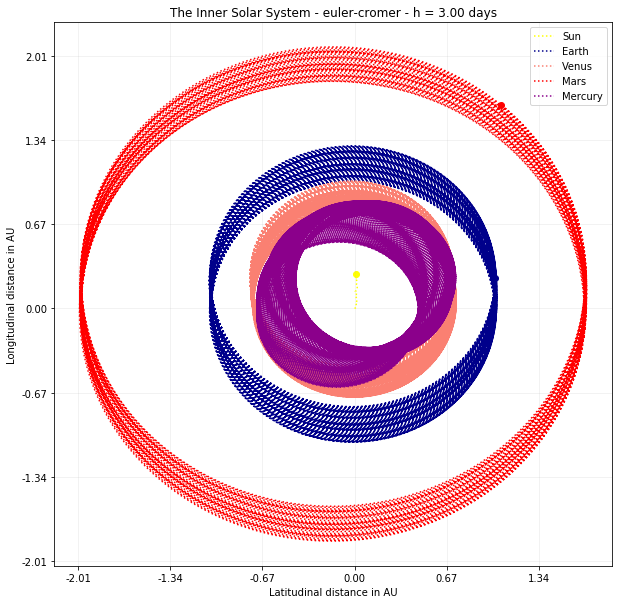 The Inner Solar System - euler-cromer - h = 3.00 days
Sun
Earth
Venus
Mars
Mercury
2.01
1.34
0.67
0.00
-0.67
-1.34
-2.01
Longitudinal distance in AU
-2.01 -1.34 -0.67 0.00 0.67 1.34
Latitudinal distance in AU